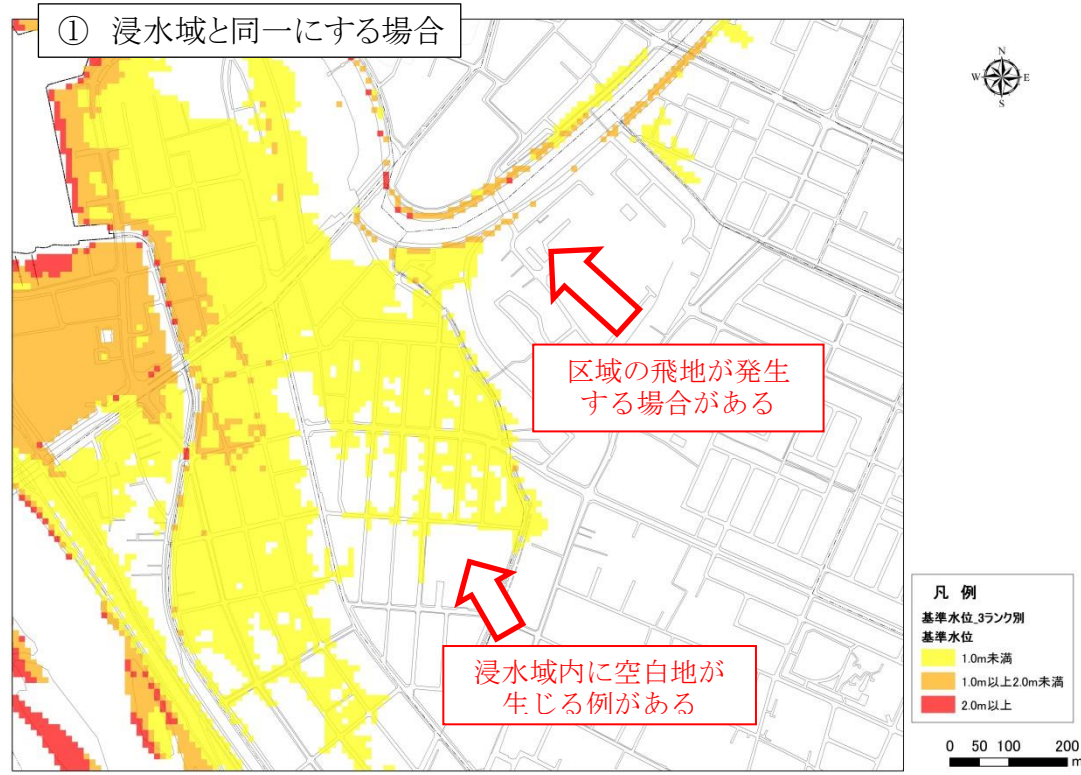 ① 浸水域と同一にする場合
N
W
E
S
区域の飛地が発生
する場合がある
浸水域内に空白地が
生じる例がある
凡 例
基準水位_3ランク別
基準水位
1.0m未満
1.0m以上2.0m未満
2.0m以上
0 50 100 200
m